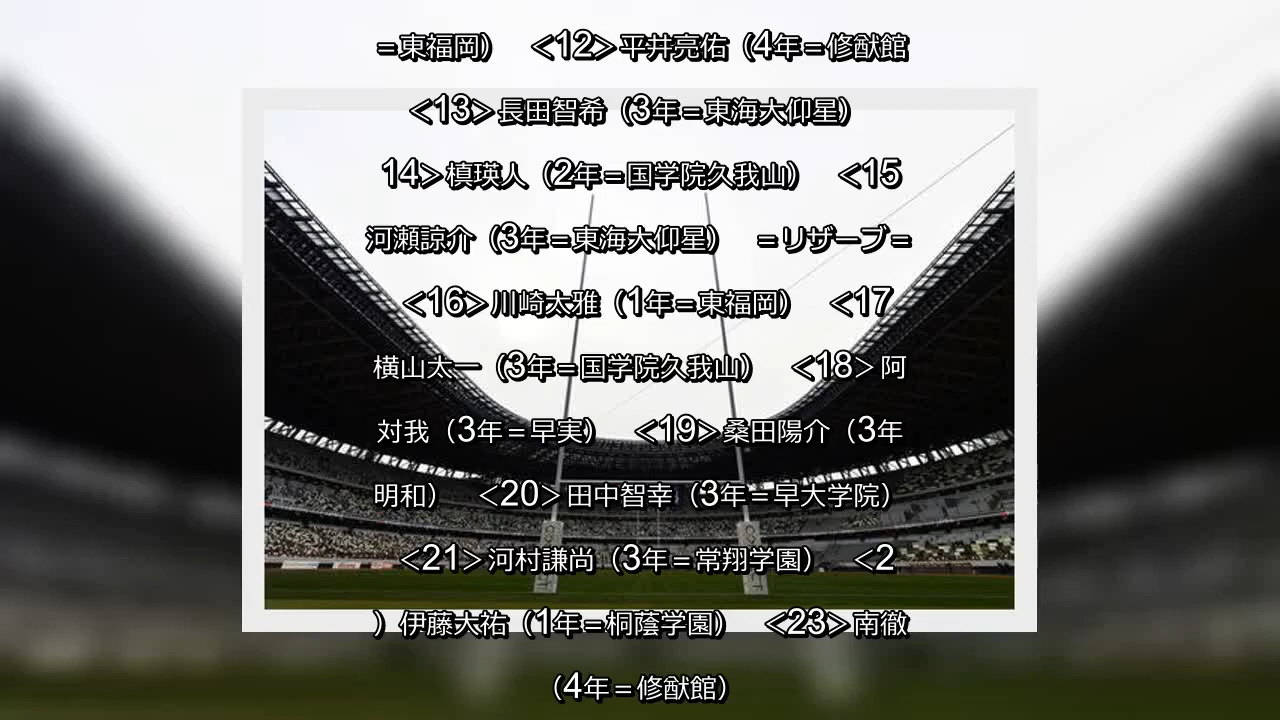 ＝東福岡）　<12>平井亮佑（4年＝修猷館
<13>長田智希（3年＝東海大仰星）
14>槙瑛人（2年＝国学院久我山）　<15
河瀬諒介（3年＝東海大仰星）　＝リザーブ＝
<16>川崎太雅（1年＝東福岡）　<17
横山太一（3年＝国学院久我山）　<18>阿
対我（3年＝早実）　<19>桑田陽介（3年
明和）　<20>田中智幸（3年＝早大学院）
<21>河村謙尚（3年＝常翔学園）　<2
）伊藤大祐（1年＝桐蔭学園）　<23>南徹
（4年＝修猷館）